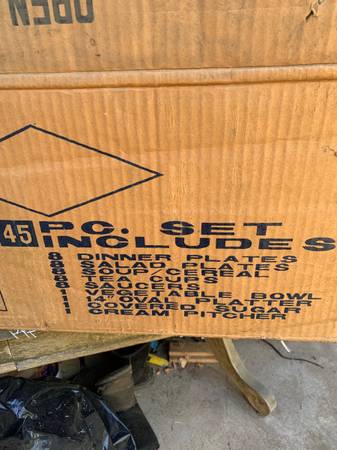 OPEN
45 PC. SET
INCLUDES
8 DINNER PLATES
8 SALAD PLATES
8 SOUP/CEREAL
8 TEA CUPS
8 SAUCERS
1 VEGETABLE BOWL
1 14" OVAL PLATTER
1 COVERED SUGAR
1 CREAM PITCHER